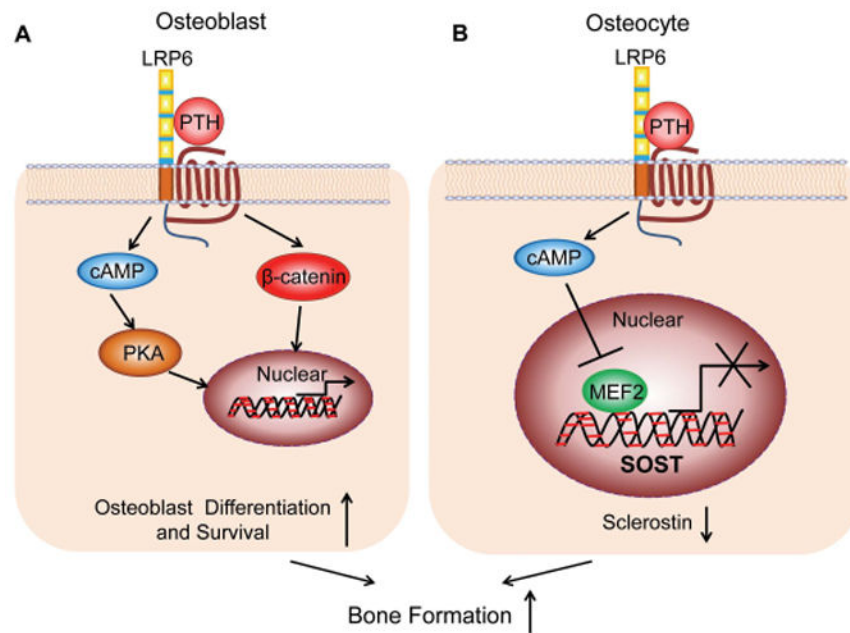 A
Osteoblast
LRP6
PTH
cAMP
β-catenin
PKA
Nuclear
Osteoblast Differentiation
and Survival
B
Osteocyte
LRP6
PTH
cAMP
Nuclear
MEF2
SOST
Sclerostin
Bone Formation